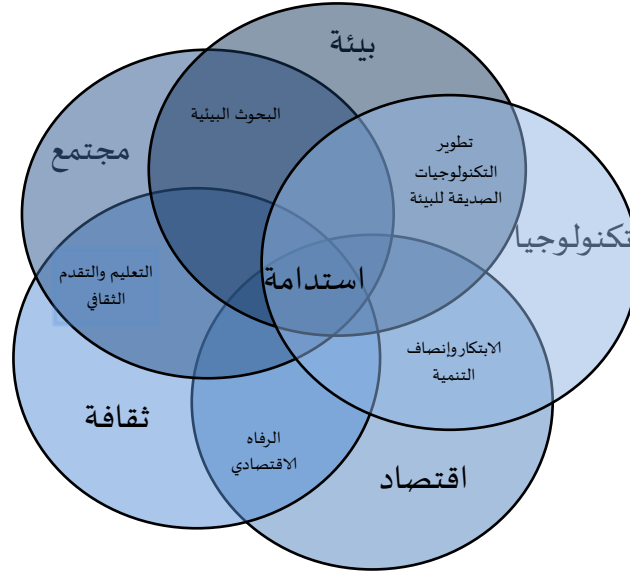 بيئة
البحوث البيئية
مجتمع
تطوير
التكنولوجيات
الصديقة للبيئة
تكنولوجيا
استدامة
التعليم والتقدم
الثقافي
الابتكار وإنصاف
التنمية
ثقافة
الرفاه
الاقتصادي
اقتصاد